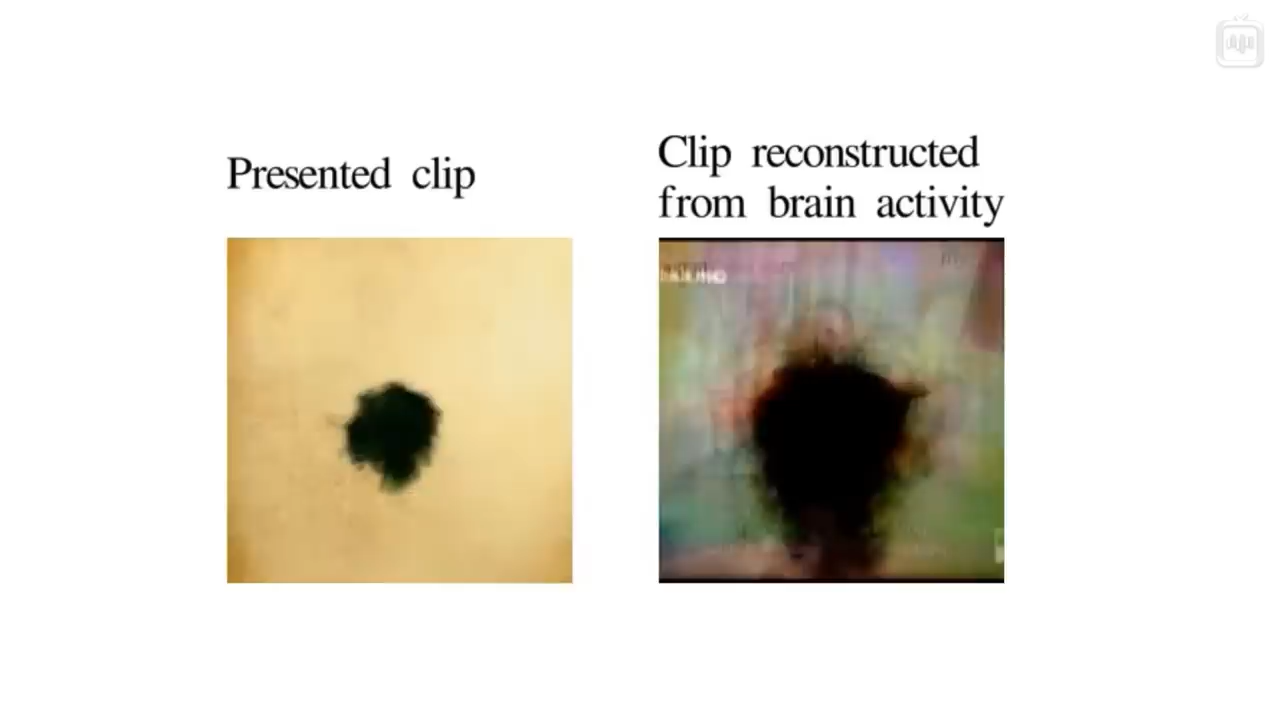 Presented clip
Clip reconstructed
from brain activity